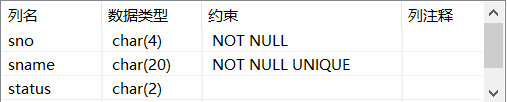 列名 数据类型 约束 列注释
sno char(4) NOT NULL
sname char(20) NOT NULL UNIQUE
status char(2)